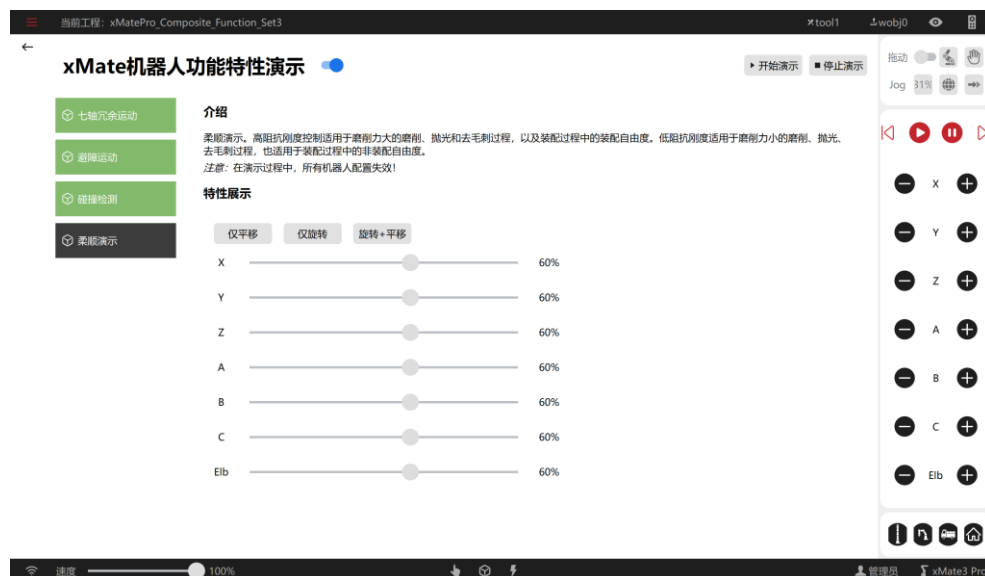 当前工程: xMatePro_Composite_Function_Set3
tool1
wobj0
xMate机器人功能特性演示
开始演示
停止演示
拖动
Jog
31%
七轴冗余运动
避障运动
碰撞检测
柔顺演示
介绍
柔顺演示。高阻抗刚度控制适用于磨削力大的磨削、抛光和去毛刺过程，以及装配过程中的装配自由度。低阻抗刚度适用于磨削力小的磨削、抛光、
去毛刺过程，也适用于装配过程中的非装配自由度。
注意: 在演示过程中，所有机器人配置失效!
特性展示
仅平移
仅旋转
旋转+平移
X 60%
Y 60%
Z 60%
A 60%
B 60%
C 60%
Elb 60%
X
Y
Z
A
B
C
Elb
速度
100%
管理员
xMate3 Pro